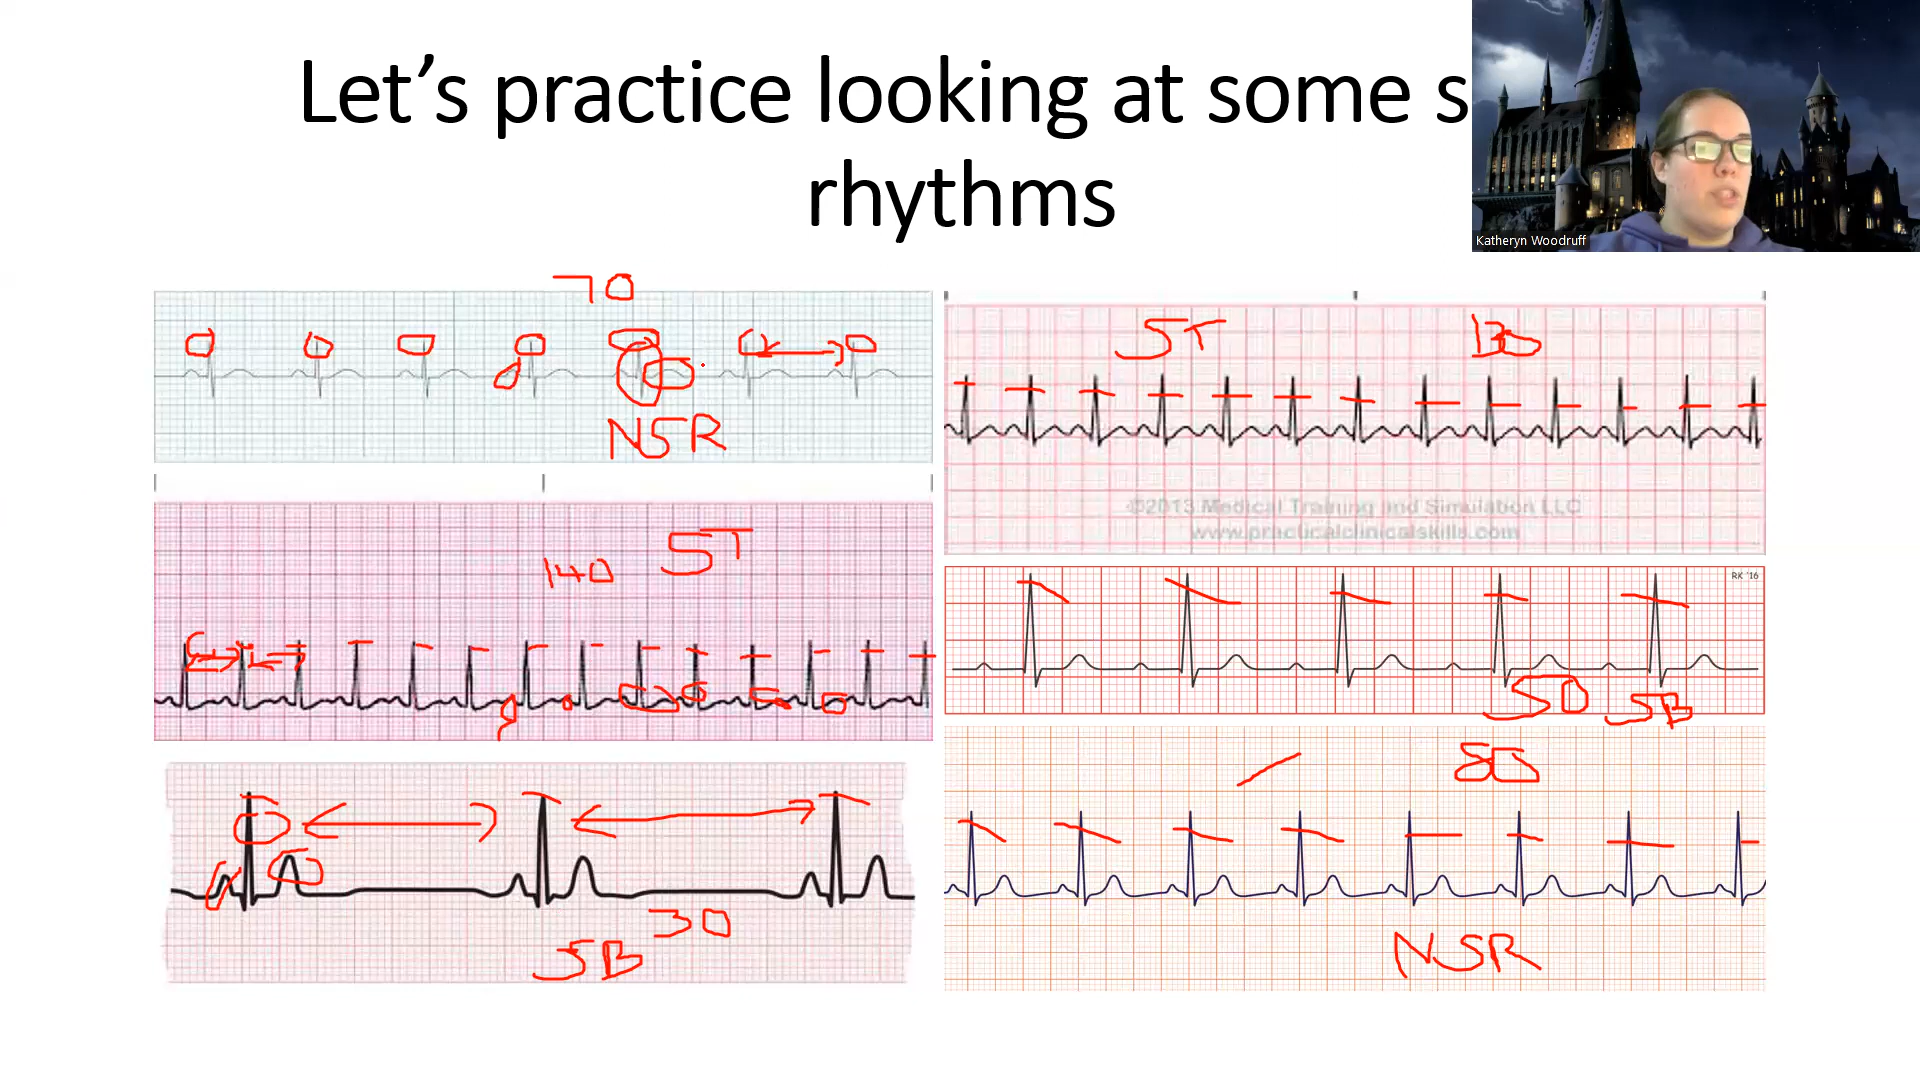 Let's practice looking at some s
rhythms
Katheryn Woodruff
70
NSR
ST
130
©2013 Medical Training and Simulation LLC
www.practicalclinicalskills.com
140 ST
RK '16
50 SB
30
SB
80
NSR